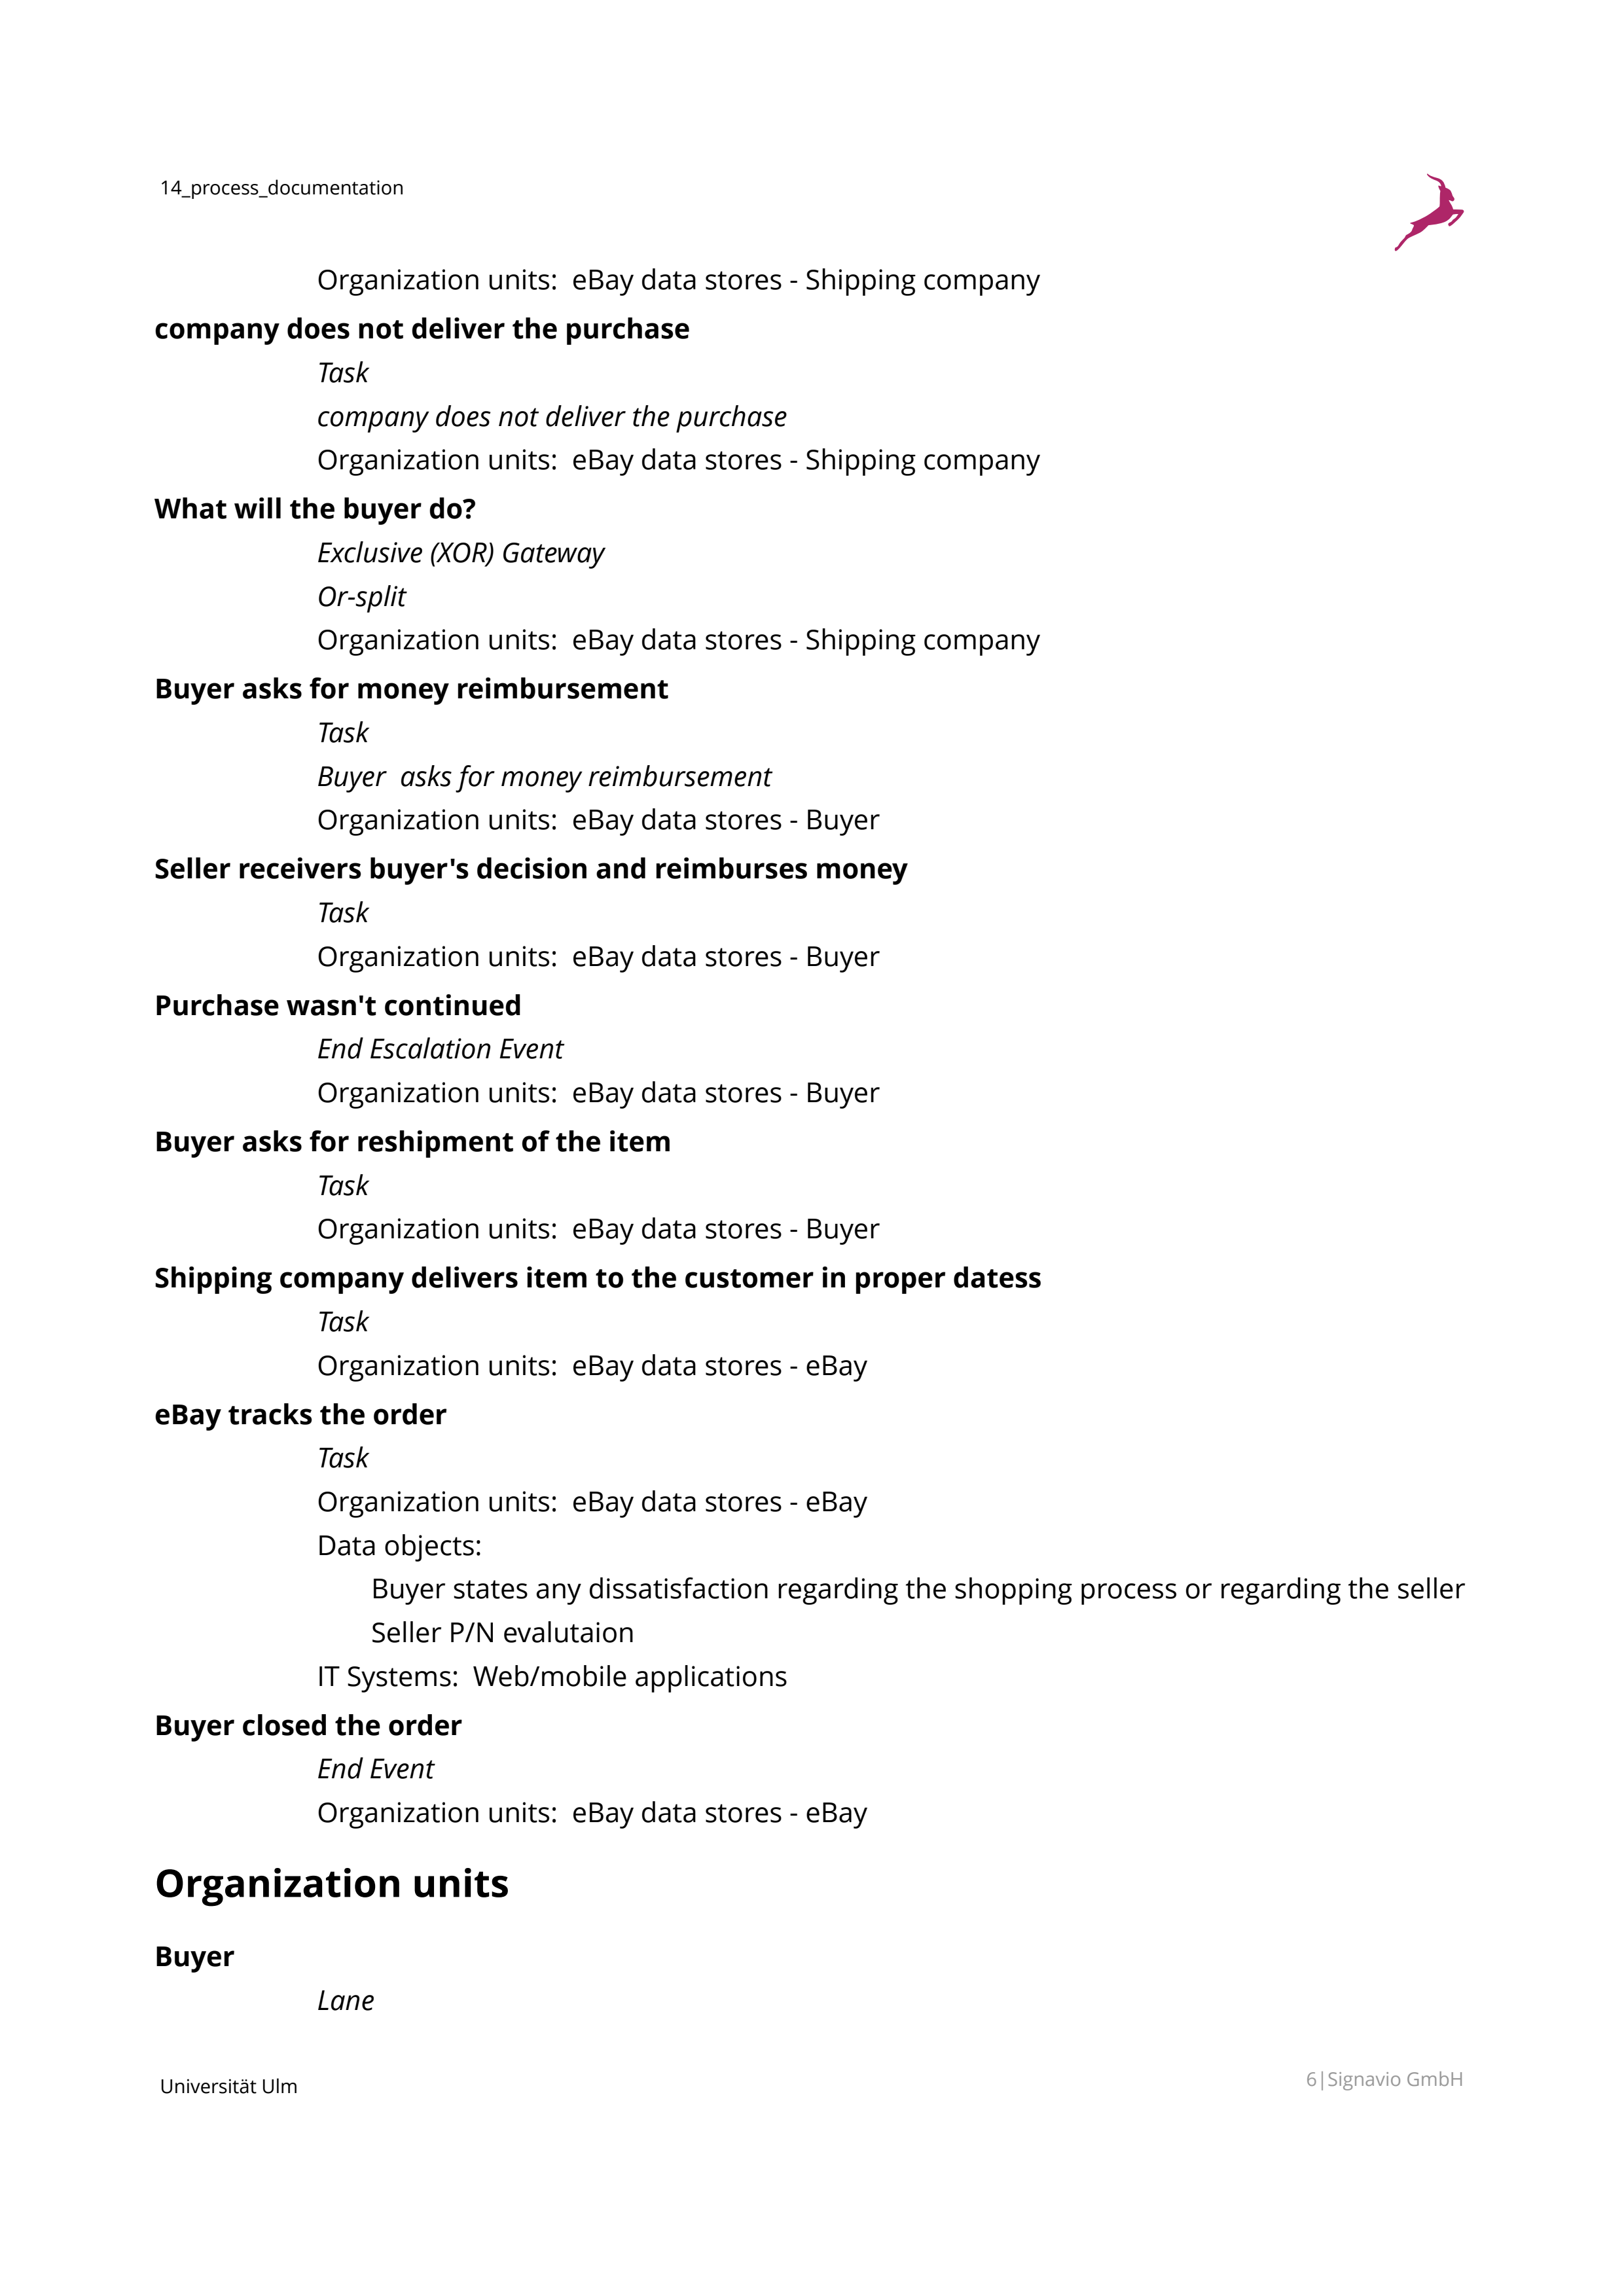 14_process_documentation
Organization units:  eBay data stores - Shipping company
company does not deliver the purchase
Task
company does not deliver the purchase
Organization units:  eBay data stores - Shipping company
What will the buyer do?
Exclusive (XOR) Gateway
Or-split
Organization units:  eBay data stores - Shipping company
Buyer asks for money reimbursement
Task
Buyer  asks for money reimbursement
Organization units:  eBay data stores - Buyer
Seller receivers buyer's decision and reimburses money
Task
Organization units:  eBay data stores - Buyer
Purchase wasn't continued
End Escalation Event
Organization units:  eBay data stores - Buyer
Buyer asks for reshipment of the item
Task
Organization units:  eBay data stores - Buyer
Shipping company delivers item to the customer in proper datess
Task
Organization units:  eBay data stores - eBay
eBay tracks the order
Task
Organization units:  eBay data stores - eBay
Data objects:
Buyer states any dissatisfaction regarding the shopping process or regarding the seller
Seller P/N evalutaion
IT Systems:  Web/mobile applications
Buyer closed the order
End Event
Organization units:  eBay data stores - eBay
Organization units
Buyer
Lane
Universität Ulm
6|Signavio GmbH